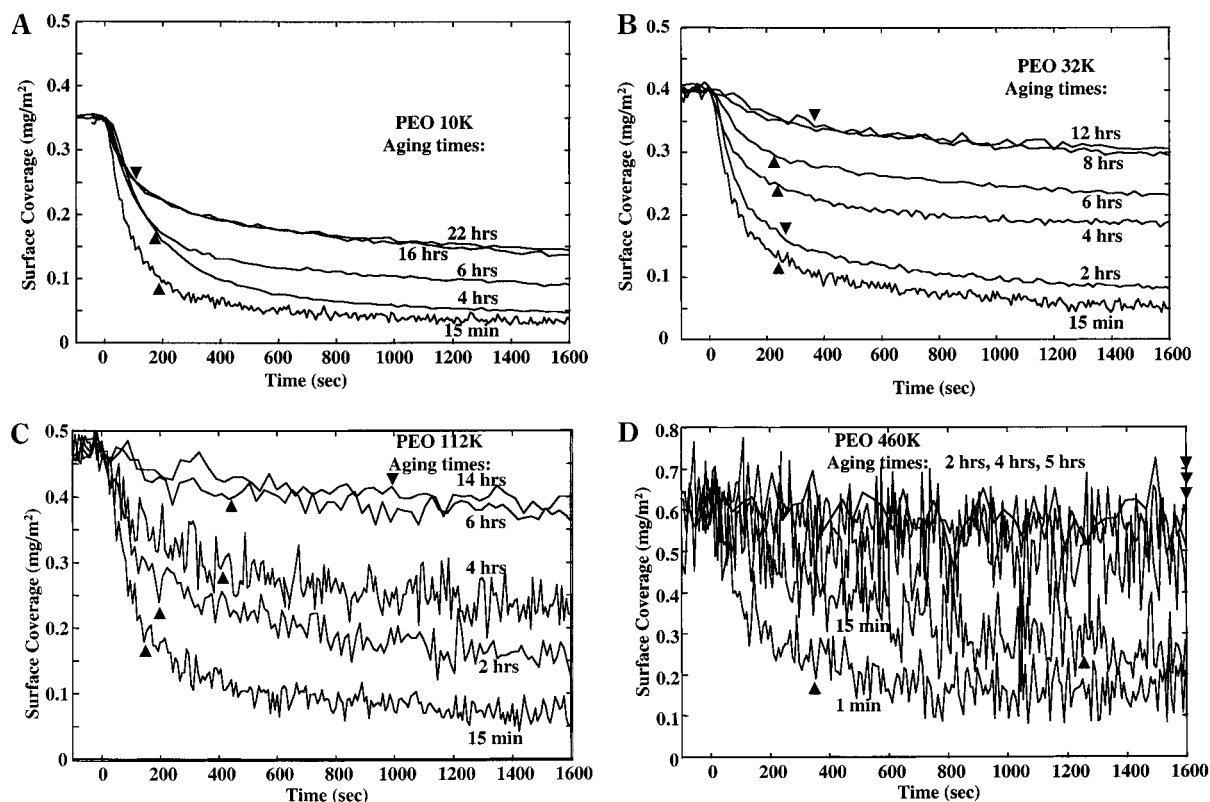 A
PEO 10K
Aging times:
22 hrs
16 hrs
6 hrs
4 hrs
15 min
Surface Coverage (mg/m²)
0.5
0.4
0.3
0.2
0.1
0
0 200 400 600 800 1000 1200 1400 1600
Time (sec)
B
PEO 32K
Aging times:
12 hrs
8 hrs
6 hrs
4 hrs
2 hrs
15 min
Surface Coverage (mg/m²)
0.5
0.4
0.3
0.2
0.1
0
0 200 400 600 800 1000 1200 1400 1600
Time (sec)
C
PEO 112K
Aging times:
14 hrs
6 hrs
4 hrs
2 hrs
15 min
Surface Coverage (mg/m²)
0.5
0.4
0.3
0.2
0.1
0
0 200 400 600 800 1000 1200 1400 1600
Time (sec)
D
PEO 460K
Aging times: 2 hrs, 4 hrs, 5 hrs
15 min
1 min
Surface Coverage (mg/m²)
0.8
0.7
0.6
0.5
0.4
0.3
0.2
0.1
0
0 200 400 600 800 1000 1200 1400 1600
Time (sec)